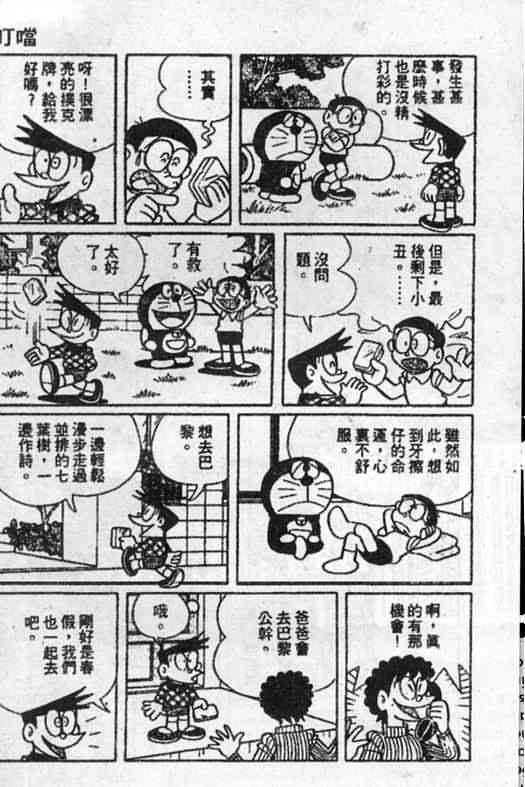 叮噹
發生甚
事，甚
麼時候
也是沒精
打彩的。
其實
……
呀！很漂
亮的撲克
牌，給我
好嗎？
但是，最
後剩下小
丑。……
沒問
題。
有救
了。
太好
了。
雖然如
此，想
到牙擦
仔的命
運，心
裏不舒
服。
想去巴
黎。
一邊輕鬆
漫步走過
並排的七
葉樹，一
邊作詩。
啊，眞
的有那
機會！
爸爸會
去巴黎
公幹。
哦。
剛好是春
假，我們
也一起去
吧。